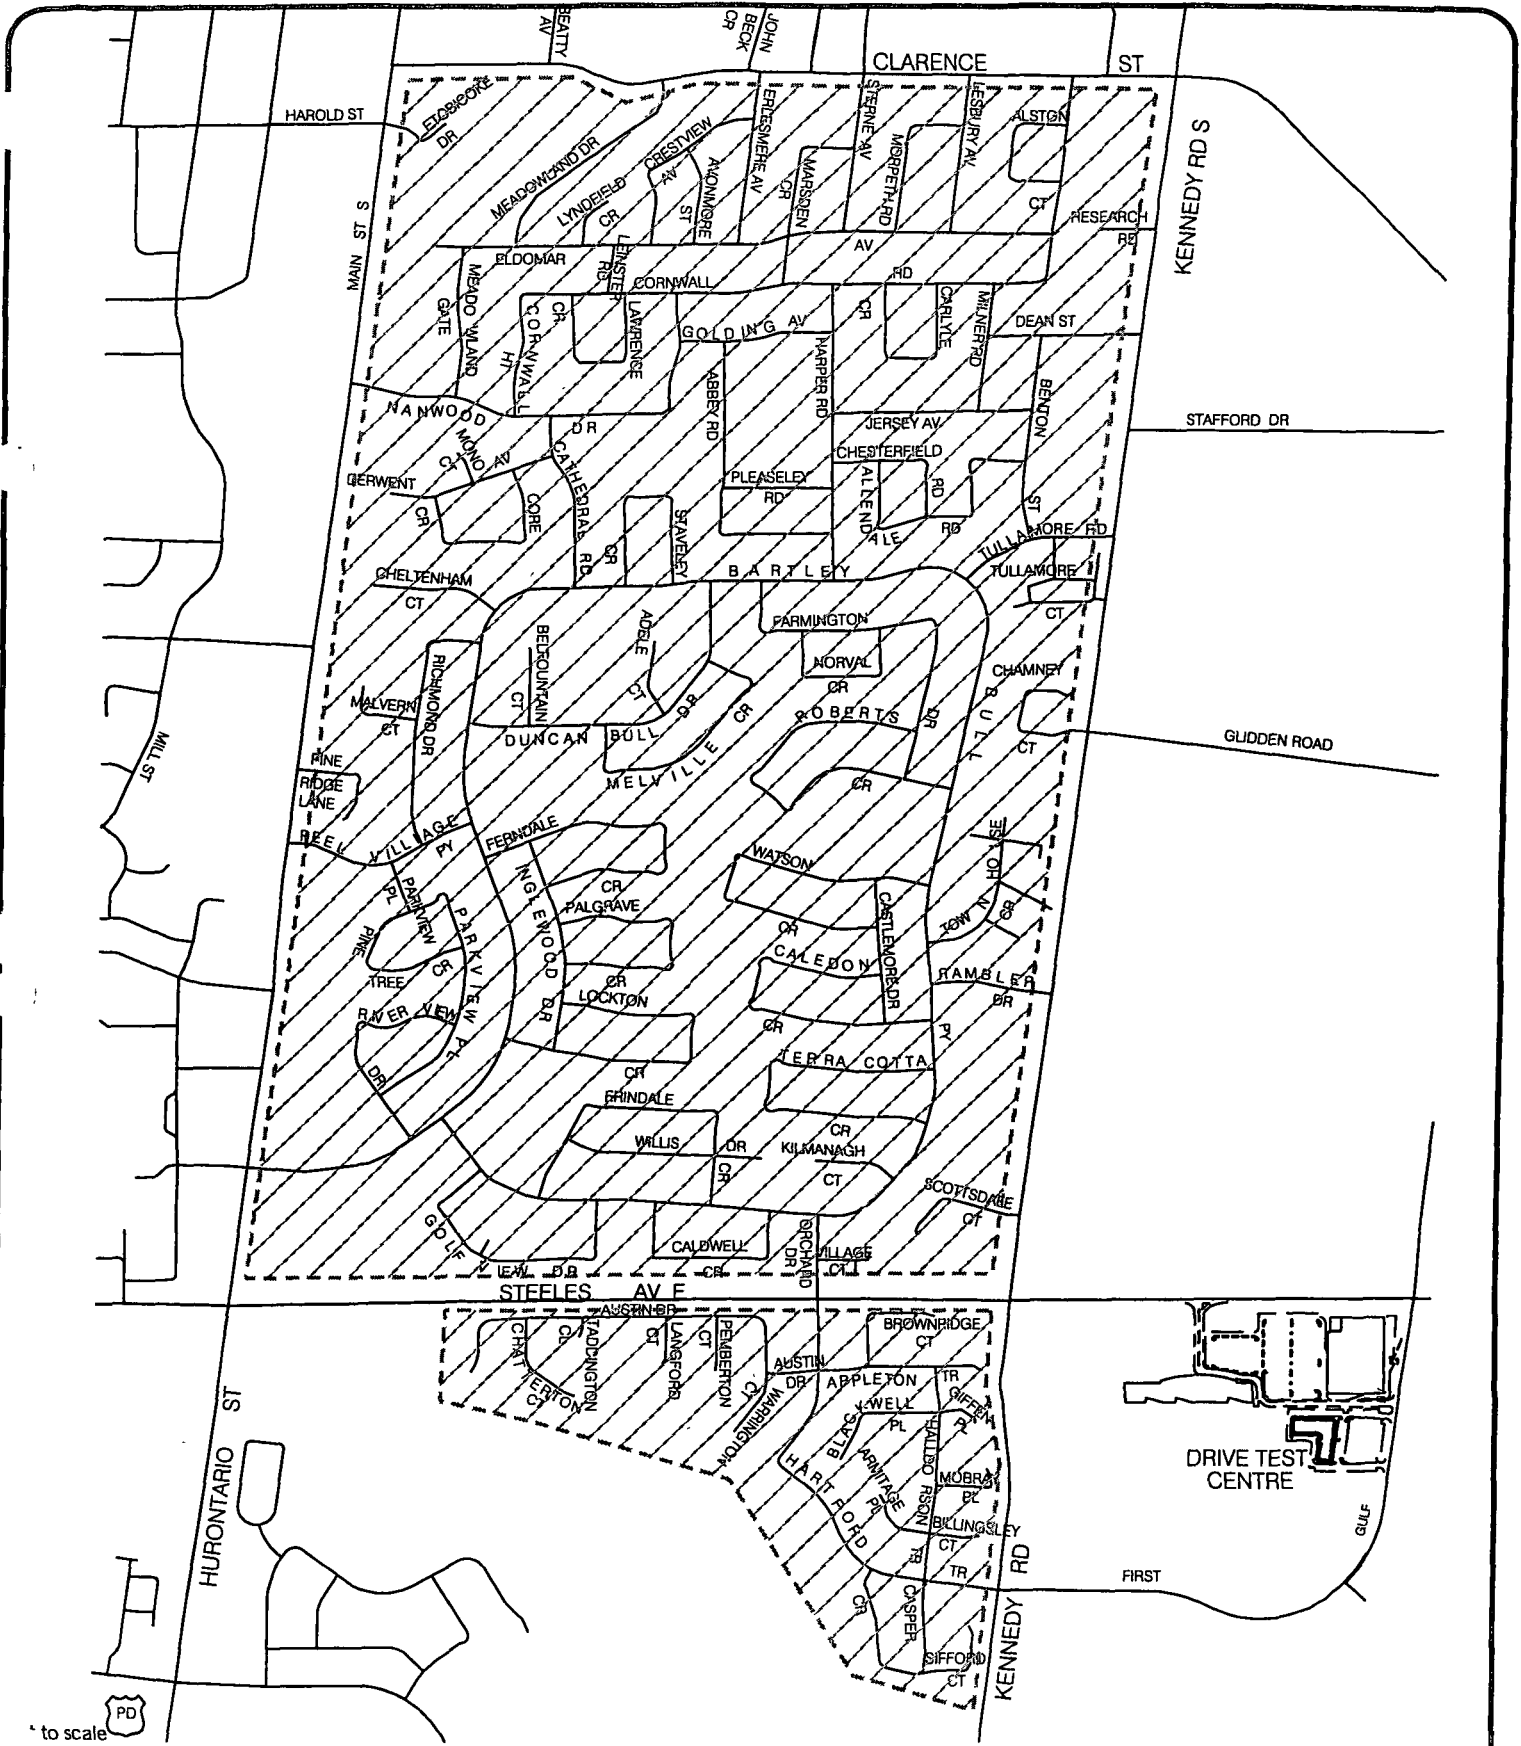 BEATTY AV
JOHN BECK CR
CLARENCE ST
HAROLD ST
ETOBICOKE DR
MEADOWLAND DR
LYNDFIELD CR
CRESTVIEW AV
AVONMORE ST
ERLESMERE AV
MARSDEN CR
STERNE AV
MORPETH RD
LESBURY AV
ALSTON CT
KENNEDY RD S
RESEARCH RD
MAIN ST S
ELDOMAR AV
LEINSTER RD
CORNWALL RD
MEADOWLAND GATE
CORNWALL HT
LAWRENCE CR
GOLDING AV
CARLYLE CR
MILNER RD
DEAN ST
HARPER RD
ABBEY RD
BENTON ST
NANWOOD DR
JERSEY AV
STAFFORD DR
MONO CT
DERWENT AV
CORE CR
CATHEDRAL RD
CHESTERFIELD RD
ALLENDALE RD
PLEASELEY RD
STAVELEY CR
TULLAMORE RD
TULLAMORE CT
BARTLEY
CHELTENHAM CT
FARMINGTON DR
BELFOUNTAIN CT
ADELE CT
NORVAL CR
CHAMNEY CT
RICHMOND DR
MALVERN CT
DUNCAN BULL DR
MELVILLE CR
ROBERTS CR
BULL
GLIDDEN ROAD
MILL ST
PINE RIDGE LANE
PEEL VILLAGE PY
FERNDALE CR
WATSON CR
INGLEWOOD DR
PARKVIEW PL
PARKVIEW PL
PALGRAVE CR
CASTLEMORE DR
TOWN HOUSE CR
PINE TREE CR
CALEDON CR
RAMBLER DR
LOCKTON CR
RIVER VIEW DR
PY
TERRA COTTA CR
ERINDALE CR
WILLIS DR
KILMANAGH CT
SCOTTSDALE CT
GOLF VIEW DR
CALDWELL CR
ORCHARD DR
VILLAGE CT
STEELES AV E
AUSTIN DR
CHATTERTON CT
TADDINGTON CL
LANGFORD CT
PEMBERTON CT
BROWNRIDGE CT
AUSTIN DR
APPLETON TR
WARRINGTON CT
BLACKWELL PL
GIFFEN PL
HALLDORSON TR
ARMITAGE PL
MOBRA PL
HARTFORD TR
BILLINGSLEY CT
CASPER CR
SIFFORD CT
HURONTARIO ST
KENNEDY RD
FIRST
GULF
DRIVE TEST
CENTRE
PD
to scale